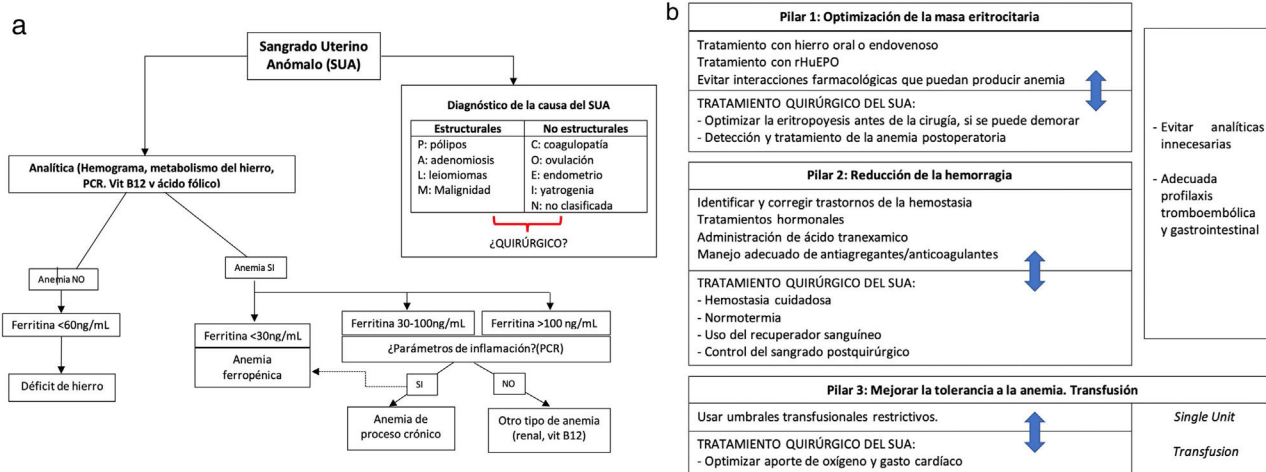 a
Sangrado Uterino
Anómalo (SUA)
Diagnóstico de la causa del SUA
Estructurales
P: pólipos
A: adenomiosis
L: leiomiomas
M: Malignidad
No estructurales
C: coagulopatía
O: ovulación
E: endometrio
I: yatrogenia
N: no clasificada
¿QUIRÚRGICO?
Analítica (Hemograma, metabolismo del hierro,
PCR. Vit B12 y ácido fólico)
Anemia NO
Anemia SI
Ferritina <60ng/mL
Déficit de hierro
Ferritina <30ng/mL
Anemia
ferropénica
Ferritina 30-100ng/mL
Ferritina >100 ng/mL
¿Parámetros de inflamación?(PCR)
SI
NO
Anemia de
proceso crónico
Otro tipo de anemia
(renal, vit B12)
b
Pilar 1: Optimización de la masa eritrocitaria
Tratamiento con hierro oral o endovenoso
Tratamiento con rHuEPO
Evitar interacciones farmacológicas que puedan producir anemia
TRATAMIENTO QUIRÚRGICO DEL SUA:
- Optimizar la eritropoyesis antes de la cirugía, si se puede demorar
- Detección y tratamiento de la anemia postoperatoria
Pilar 2: Reducción de la hemorragia
Identificar y corregir trastornos de la hemostasia
Tratamientos hormonales
Administración de ácido tranexamico
Manejo adecuado de antiagregantes/anticoagulantes
TRATAMIENTO QUIRÚRGICO DEL SUA:
- Hemostasia cuidadosa
- Normotermia
- Uso del recuperador sanguíneo
- Control del sangrado postquirúrgico
- Evitar analíticas
innecesarias
- Adecuada
profilaxis
tromboembólica
y gastrointestinal
Pilar 3: Mejorar la tolerancia a la anemia. Transfusión
Usar umbrales transfusionales restrictivos.
TRATAMIENTO QUIRÚRGICO DEL SUA:
- Optimizar aporte de oxígeno y gasto cardíaco
Single Unit
Transfusion